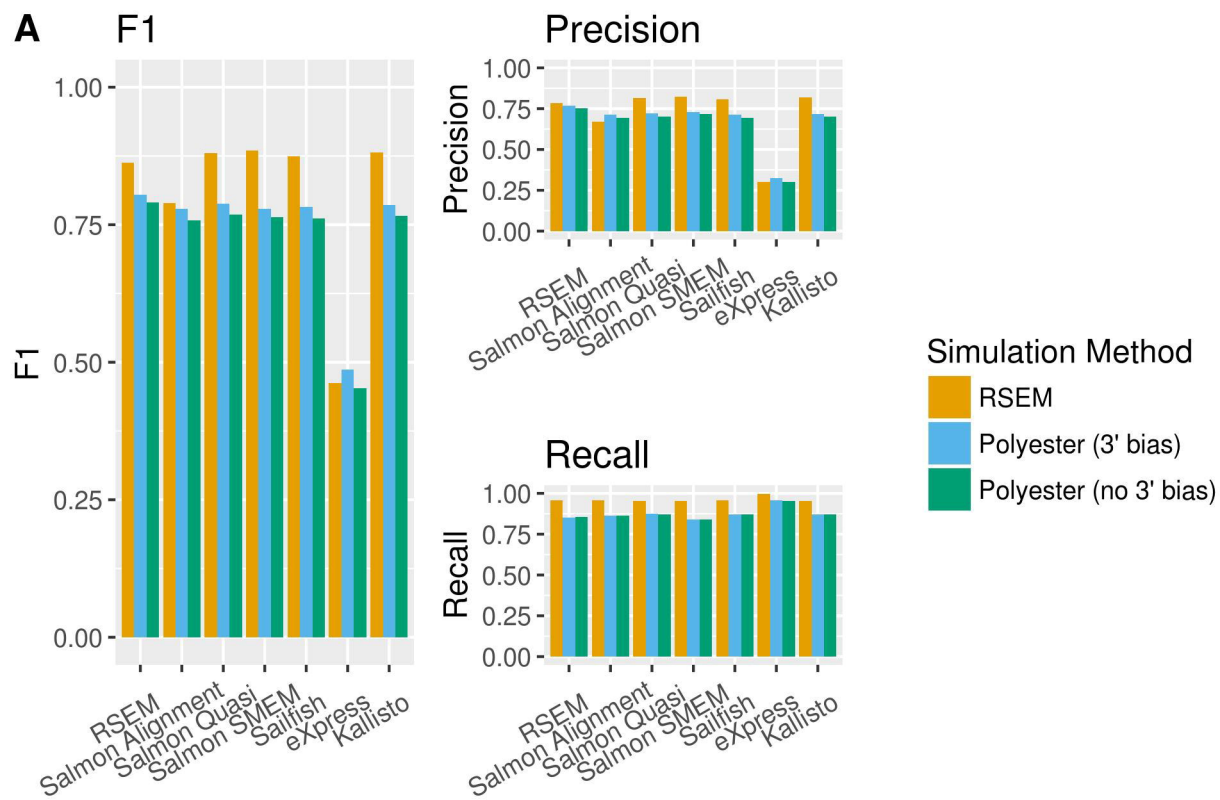 A
F1
F1
1.00
0.75
0.50
0.25
0.00
RSEM
Salmon Alignment
Salmon Quasi
Salmon SMEM
Sailfish
eXpress
Kallisto
Precision
Precision
1.00
0.75
0.50
0.25
0.00
RSEM
Salmon Alignment
Salmon Quasi
Salmon SMEM
Sailfish
eXpress
Kallisto
Recall
Recall
1.00
0.75
0.50
0.25
0.00
RSEM
Salmon Alignment
Salmon Quasi
Salmon SMEM
Sailfish
eXpress
Kallisto
Simulation Method
RSEM
Polyester (3' bias)
Polyester (no 3' bias)